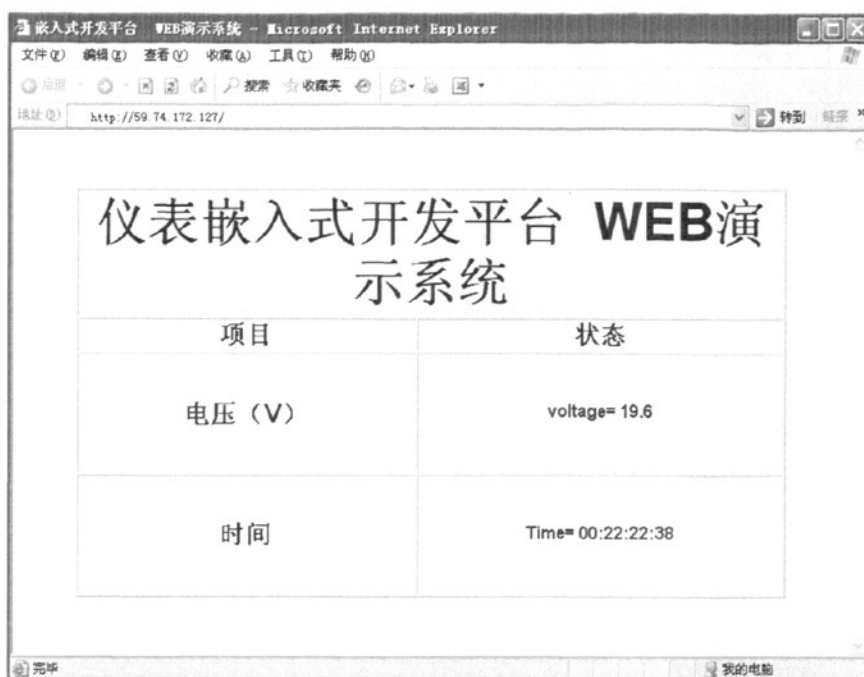 嵌入式开发平台 WEB演示系统 - Microsoft Internet Explorer
文件(F) 编辑(E) 查看(V) 收藏(A) 工具(T) 帮助(H)
后退 搜索 收藏夹
地址(D) http://59.74.172.127/ 转到 链接 »
仪表嵌入式开发平台 WEB演
示系统
项目 状态
电压（V） voltage= 19.6
时间 Time= 00:22:22:38
完毕 我的电脑